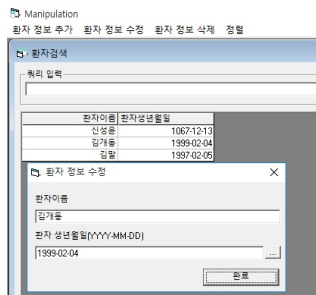 Manipulation
환자 정보 추가 환자 정보 수정 환자 정보 삭제 정렬
환자검색
쿼리 입력
환자이름 환자생년월일
신성윤 1067-12-13
김개동 1999-02-04
김말 1997-02-05
환자 정보 수정
환자이름
김개동
환자 생년월일(YYYY-MM-DD)
1999-02-04
...
완료